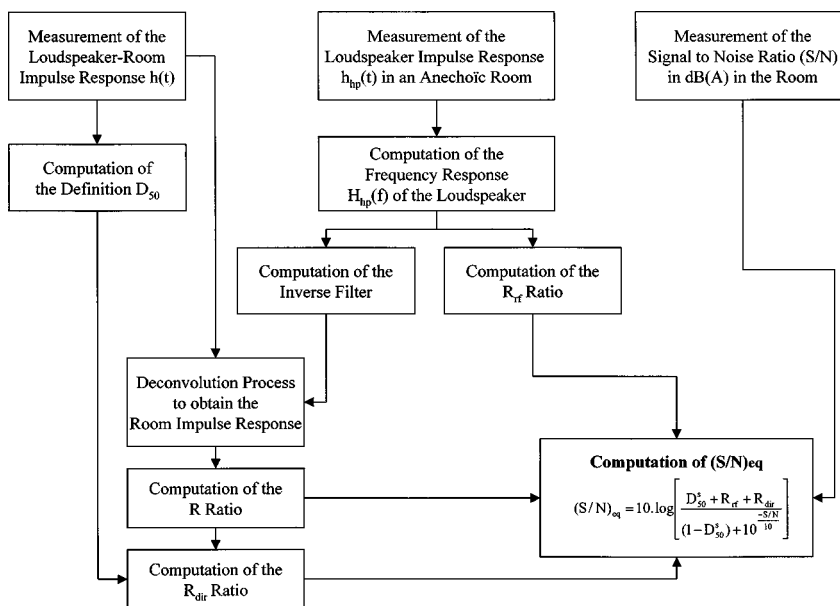 Measurement of the
Loudspeaker-Room
Impulse Response h(t)
Measurement of the
Loudspeaker Impulse Response
h_hp(t) in an Anechoïc Room
Measurement of the
Signal to Noise Ratio (S/N)
in dB(A) in the Room
Computation of
the Definition D_50
Computation of the
Frequency Response
H_hp(f) of the Loudspeaker
Computation of the
Inverse Filter
Computation of the
R_rf Ratio
Deconvolution Process
to obtain the
Room Impulse Response
Computation of (S/N)eq
(S/N)_eq = 10.log[(D^s_50 + R_rf + R_dir) / ((1-D^s_50)+10^(-S/N / 10))]
Computation of the
R Ratio
Computation of the
R_dir Ratio